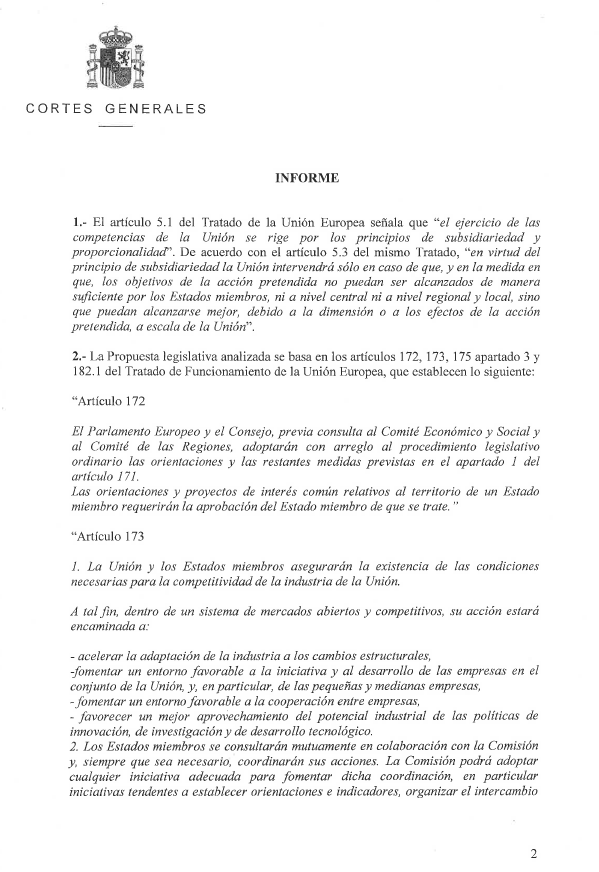 CORTES GENERALES
INFORME
1.- El artículo 5.1 del Tratado de la Unión Europea señala que “el ejercicio de las
competencias de la Unión se rige por los principios de subsidiariedad y
proporcionalidad”. De acuerdo con el artículo 5.3 del mismo Tratado, “en virtud del
principio de subsidiariedad la Unión intervendrá sólo en caso de que, y en la medida en
que, los objetivos de la acción pretendida no puedan ser alcanzados de manera
suficiente por los Estados miembros, ni a nivel central ni a nivel regional y local, sino
que puedan alcanzarse mejor, debido a la dimensión o a los efectos de la acción
pretendida, a escala de la Unión”.
2.- La Propuesta legislativa analizada se basa en los artículos 172, 173, 175 apartado 3 y
182.1 del Tratado de Funcionamiento de la Unión Europea, que establecen lo siguiente:
“Artículo 172
El Parlamento Europeo y el Consejo, previa consulta al Comité Económico y Social y
al Comité de las Regiones, adoptarán con arreglo al procedimiento legislativo
ordinario las orientaciones y las restantes medidas previstas en el apartado 1 del
artículo 171.
Las orientaciones y proyectos de interés común relativos al territorio de un Estado
miembro requerirán la aprobación del Estado miembro de que se trate.”
“Artículo 173
1. La Unión y los Estados miembros asegurarán la existencia de las condiciones
necesarias para la competitividad de la industria de la Unión.
A tal fin, dentro de un sistema de mercados abiertos y competitivos, su acción estará
encaminada a:
- acelerar la adaptación de la industria a los cambios estructurales,
-fomentar un entorno favorable a la iniciativa y al desarrollo de las empresas en el
conjunto de la Unión, y, en particular, de las pequeñas y medianas empresas,
- fomentar un entorno favorable a la cooperación entre empresas,
- favorecer un mejor aprovechamiento del potencial industrial de las políticas de
innovación, de investigación y de desarrollo tecnológico.
2. Los Estados miembros se consultarán mutuamente en colaboración con la Comisión
y, siempre que sea necesario, coordinarán sus acciones. La Comisión podrá adoptar
cualquier iniciativa adecuada para fomentar dicha coordinación, en particular
iniciativas tendentes a establecer orientaciones e indicadores, organizar el intercambio
2